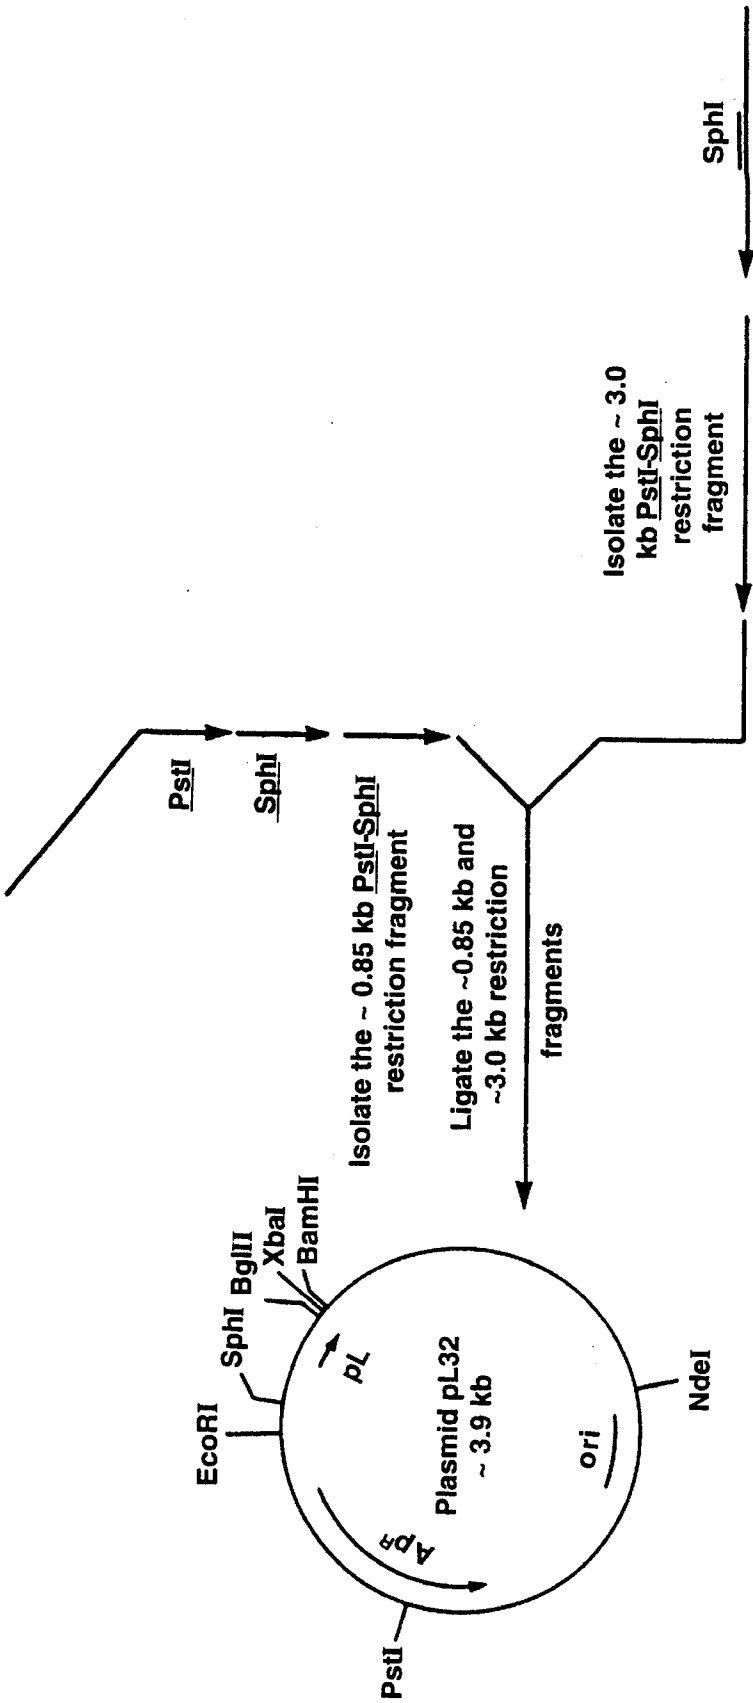 PstI
SphI
Isolate the ~ 0.85 kb PstI-SphI
restriction fragment
Ligate the ~0.85 kb and
~3.0 kb restriction
fragments
SphI
Isolate the ~ 3.0
kb PstI-SphI
restriction
fragment
EcoRI
SphI
BglII
XbaI
BamHI
pL
Plasmid pL32
~ 3.9 kb
ApR
ori
PstI
NdeI